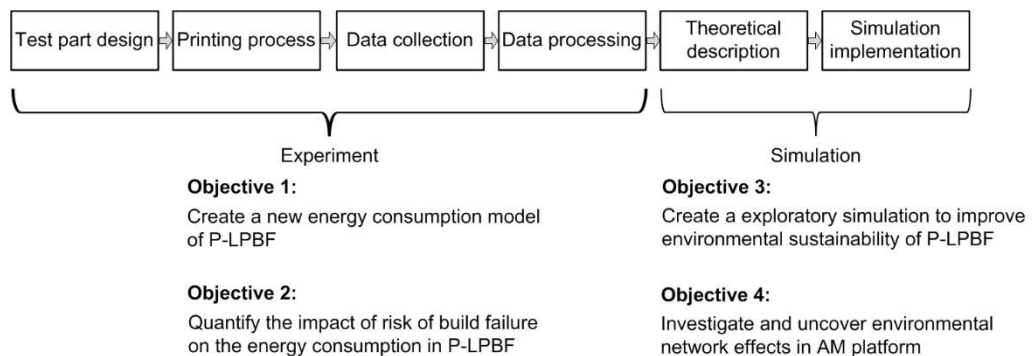 Test part design
Printing process
Data collection
Data processing
Theoretical
description
Simulation
implementation
Experiment
Simulation
Objective 1:
Create a new energy consumption model
of P-LPBF
Objective 2:
Quantify the impact of risk of build failure
on the energy consumption in P-LPBF
Objective 3:
Create a exploratory simulation to improve
environmental sustainability of P-LPBF
Objective 4:
Investigate and uncover environmental
network effects in AM platform